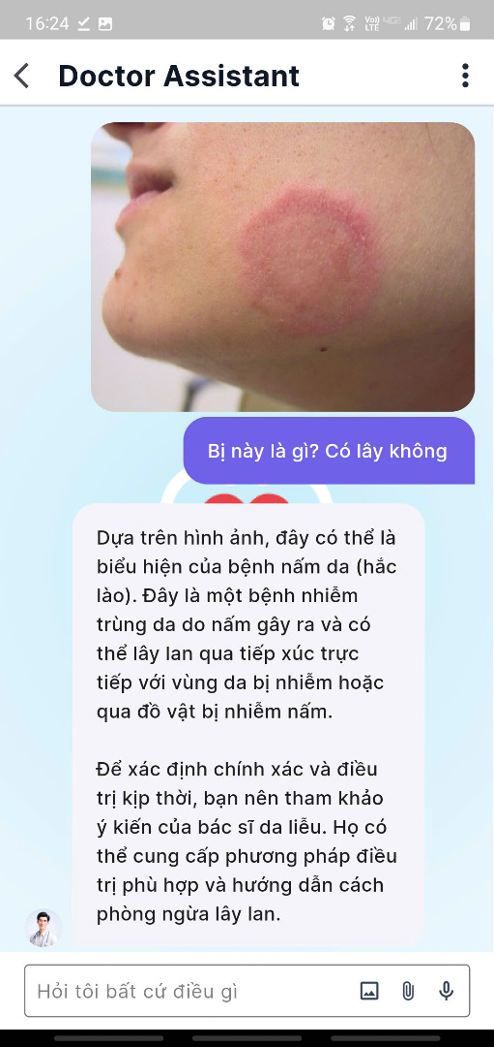 16:24
Vo)) LTE
72%
Doctor Assistant
Bị này là gì? Có lây không
Dựa trên hình ảnh, đây có thể là
biểu hiện của bệnh nấm da (hắc
lào). Đây là một bệnh nhiễm
trùng da do nấm gây ra và có
thể lây lan qua tiếp xúc trực
tiếp với vùng da bị nhiễm hoặc
qua đồ vật bị nhiễm nấm.
Để xác định chính xác và điều
trị kịp thời, bạn nên tham khảo
ý kiến của bác sĩ da liễu. Họ có
thể cung cấp phương pháp điều
trị phù hợp và hướng dẫn cách
phòng ngừa lây lan.
Hỏi tôi bất cứ điều gì